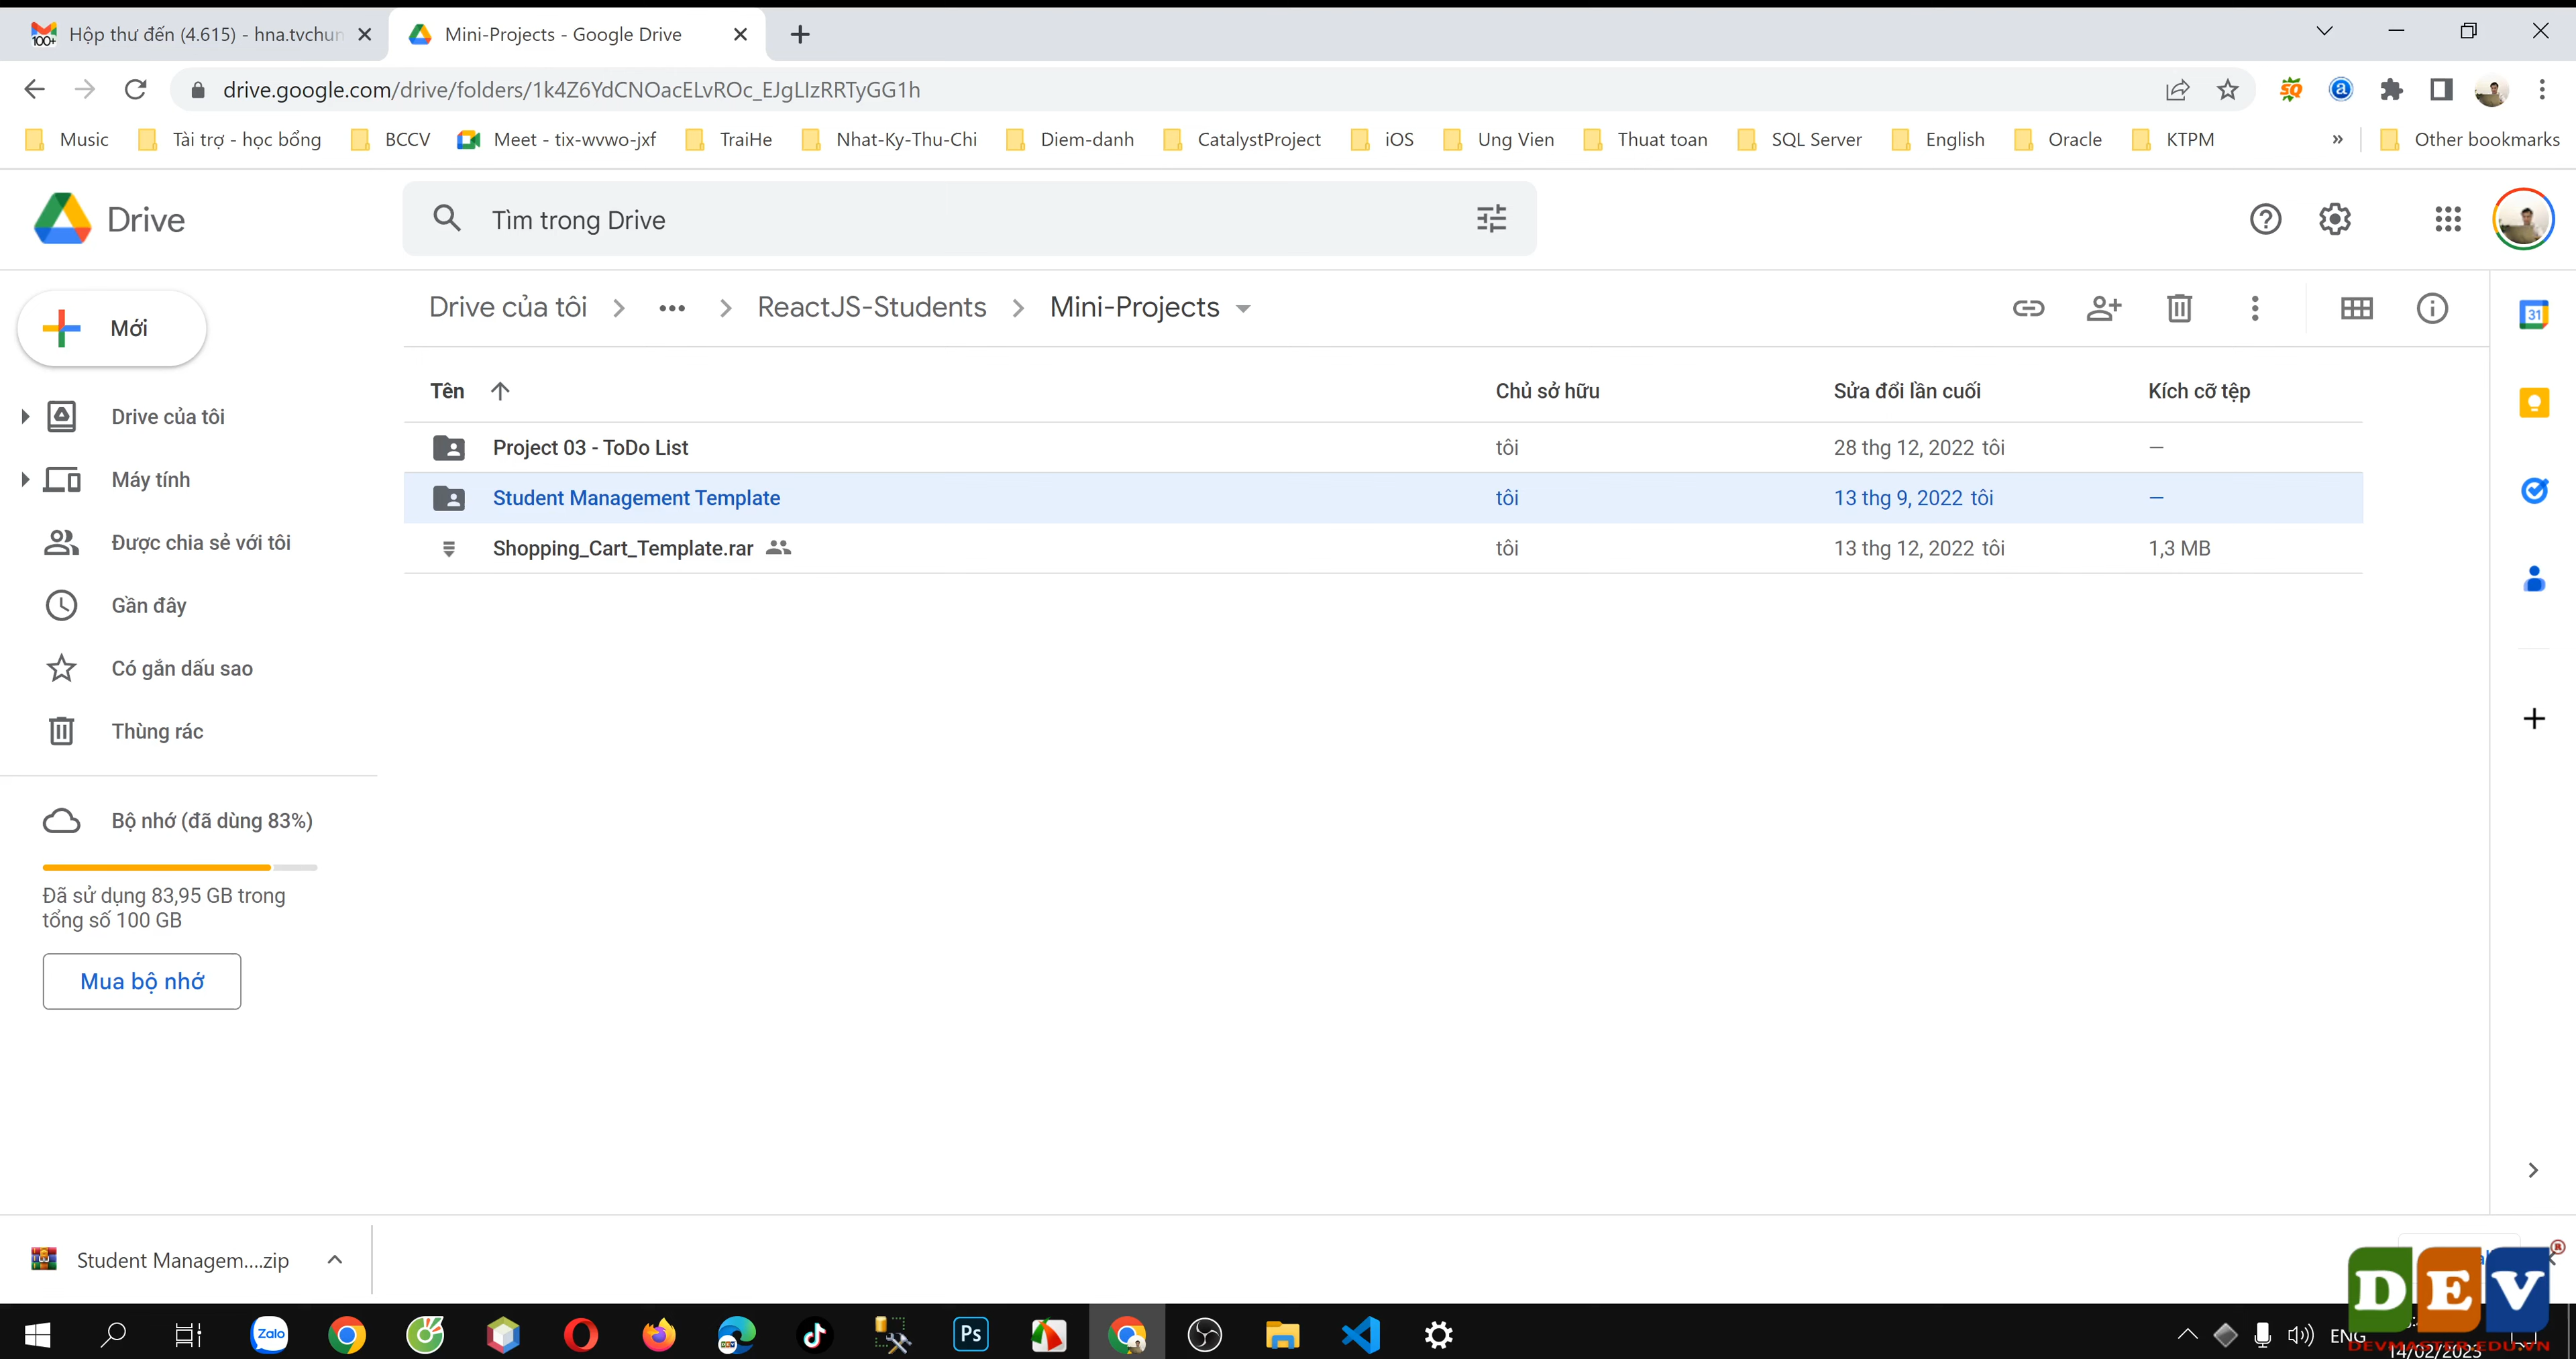 Hộp thư đến (4.615) - hna.tvchun
Mini-Projects - Google Drive
drive.google.com/drive/folders/1k4Z6YdCNOacELvROc_EJgLIzRRTyGG1h
Music
Tài trợ - học bổng
BCCV
Meet - tix-wvwo-jxf
TraiHe
Nhat-Ky-Thu-Chi
Diem-danh
CatalystProject
iOS
Ung Vien
Thuat toan
SQL Server
English
Oracle
KTPM
»
Other bookmarks
Drive
Tìm trong Drive
Mới
Drive của tôi
Máy tính
Được chia sẻ với tôi
Gần đây
Có gắn dấu sao
Thùng rác
Bộ nhớ (đã dùng 83%)
Đã sử dụng 83,95 GB trong
tổng số 100 GB
Mua bộ nhớ
Drive của tôi > ••• > ReactJS-Students > Mini-Projects
Tên Chủ sở hữu Sửa đổi lần cuối Kích cỡ tệp
Project 03 - ToDo List tôi 28 thg 12, 2022 tôi —
Student Management Template tôi 13 thg 9, 2022 tôi —
Shopping_Cart_Template.rar tôi 13 thg 12, 2022 tôi 1,3 MB
31
Student Managem....zip
Zalo
Ps
ENG
14/02/2023
DEV
DEVMASTER.EDU.VN